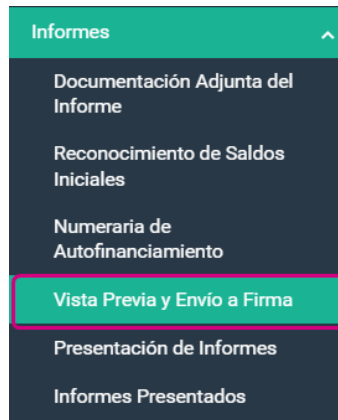 Informes
Documentación Adjunta del
Informe
Reconocimiento de Saldos
Iniciales
Numeraria de
Autofinanciamiento
Vista Previa y Envío a Firma
Presentación de Informes
Informes Presentados